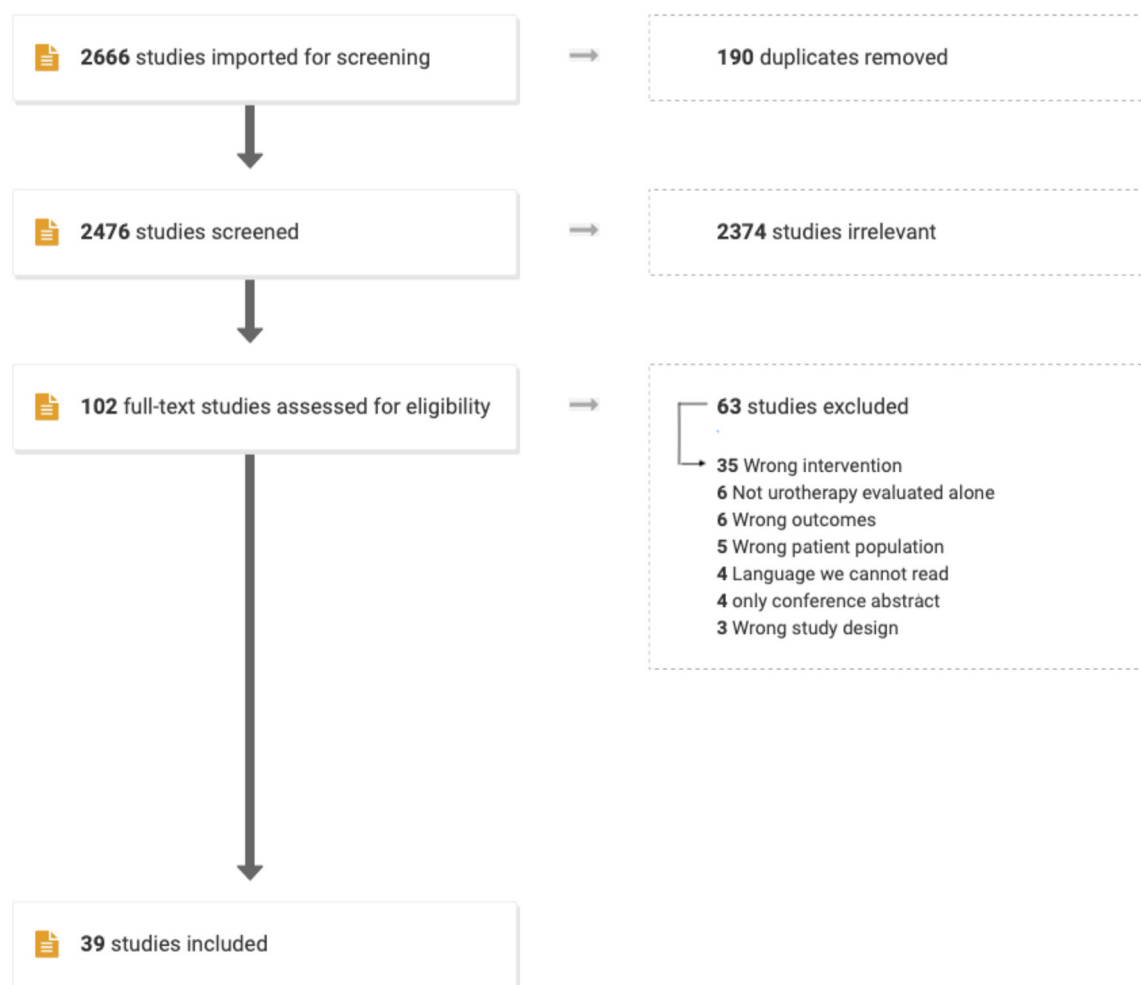 2666 studies imported for screening
190 duplicates removed
2476 studies screened
2374 studies irrelevant
102 full-text studies assessed for eligibility
63 studies excluded
35 Wrong intervention
6 Not urotherapy evaluated alone
6 Wrong outcomes
5 Wrong patient population
4 Language we cannot read
4 only conference abstract
3 Wrong study design
39 studies included